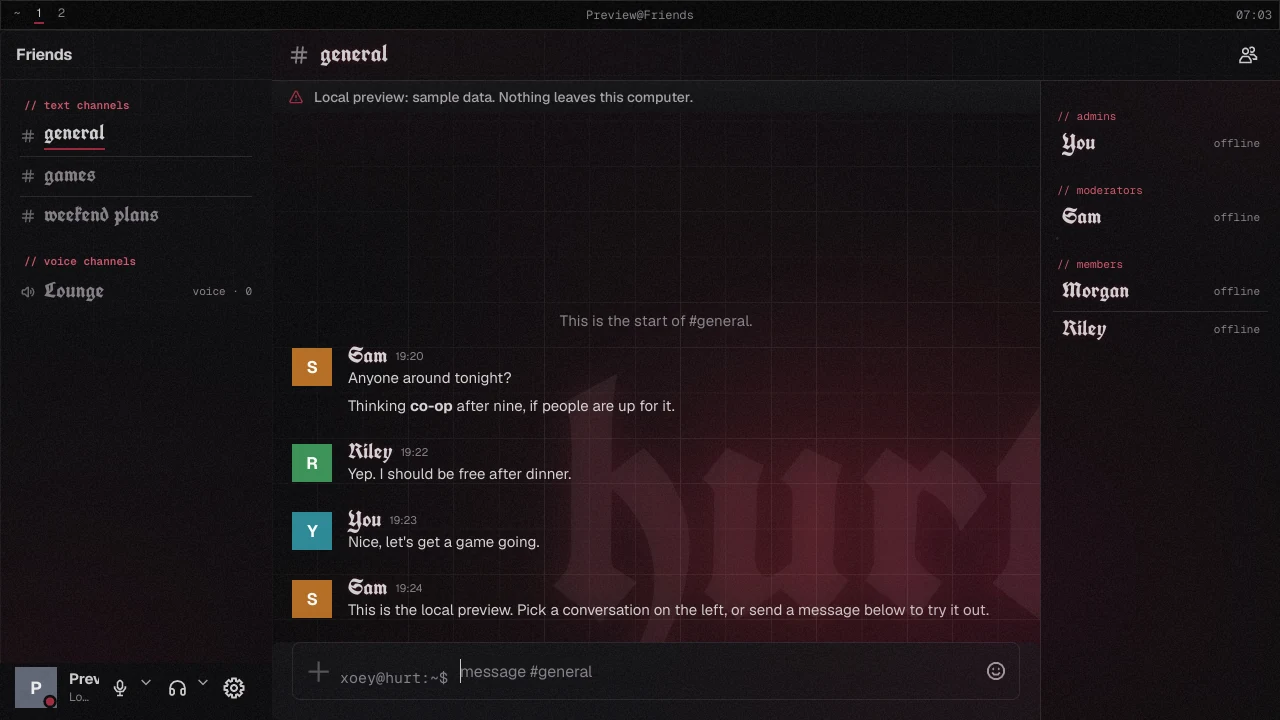 ~ 1 2
Preview@Friends
07:03
Friends
# general
// text channels
# general
# games
# weekend plans
// voice channels
Lounge
voice · 0
Local preview: sample data. Nothing leaves this computer.
This is the start of #general.
S
Sam 19:20
Anyone around tonight?
Thinking co-op after nine, if people are up for it.
R
Riley 19:22
Yep. I should be free after dinner.
Y
You 19:23
Nice, let's get a game going.
S
Sam 19:24
This is the local preview. Pick a conversation on the left, or send a message below to try it out.
hurt
xoey@hurt:~$ message #general
// admins
You offline
// moderators
Sam offline
// members
Morgan offline
Riley offline
P
Prev
Lo...